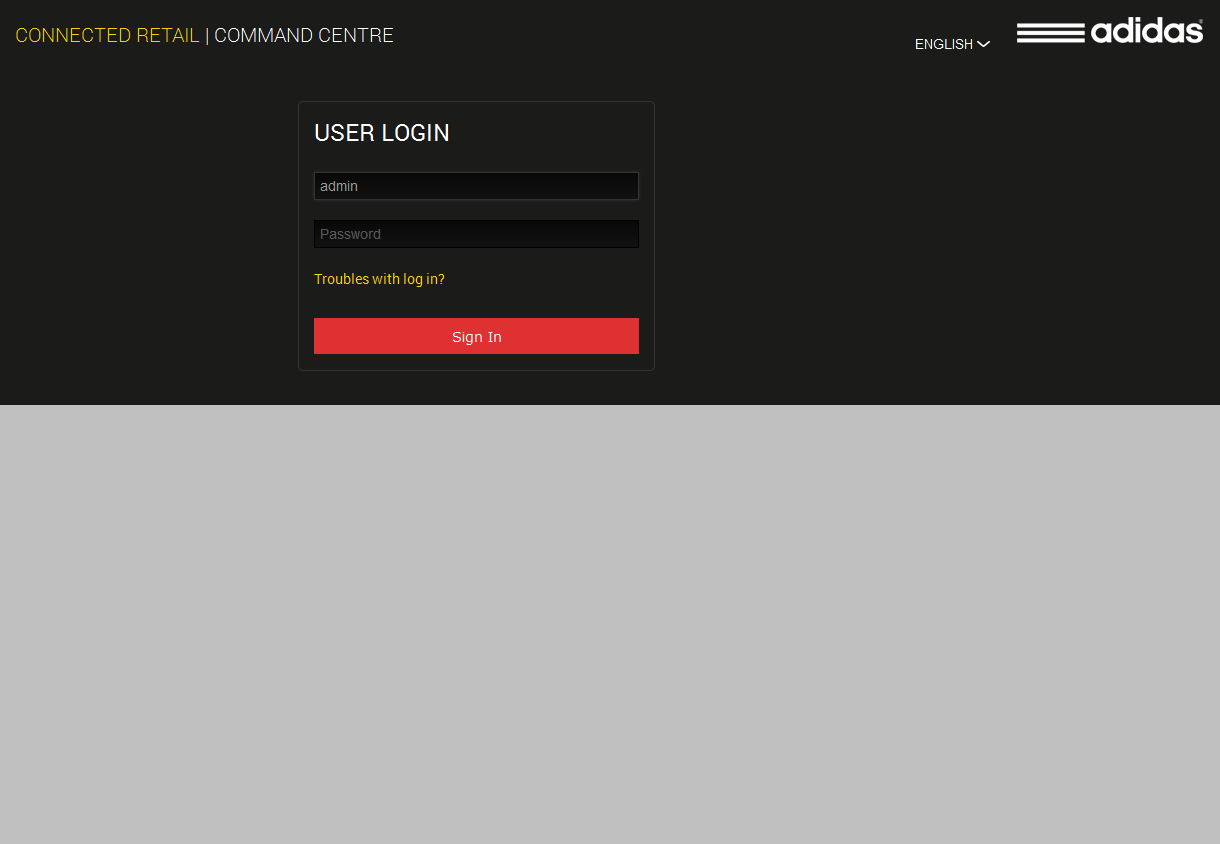 CONNECTED RETAIL | COMMAND CENTRE
ENGLISH
adidas
USER LOGIN
admin
Password
Troubles with log in?
Sign In